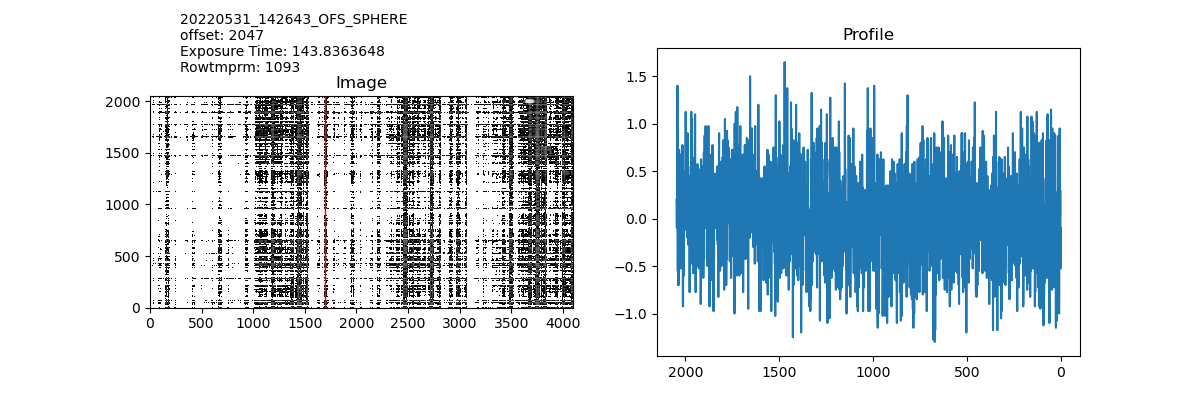 20220531_142643_OFS_SPHERE
offset: 2047
Exposure Time: 143.8363648
Rowtmprm: 1093
Image
2000
1500
1000
500
0
0 500 1000 1500 2000 2500 3000 3500 4000
Profile
1.5
1.0
0.5
0.0
−0.5
−1.0
2000 1500 1000 500 0